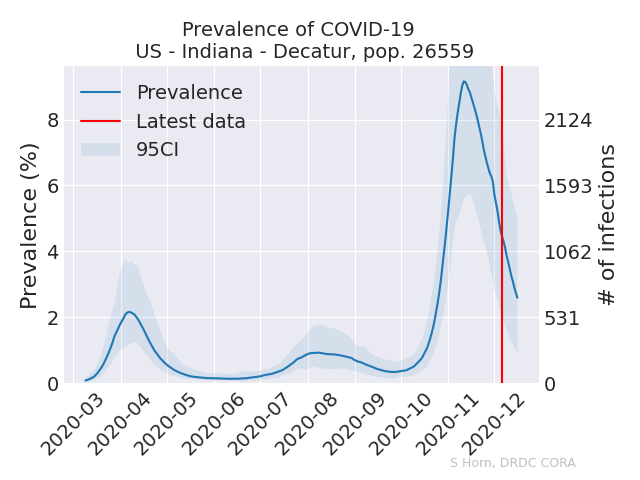 Prevalence of COVID-19
US - Indiana - Decatur, pop. 26559
Prevalence
Latest data
95CI
Prevalence (%)
8
6
4
2
0
2124
1593
1062
531
0
# of infections
2020-03
2020-04
2020-05
2020-06
2020-07
2020-08
2020-09
2020-10
2020-11
2020-12
S Horn, DRDC CORA